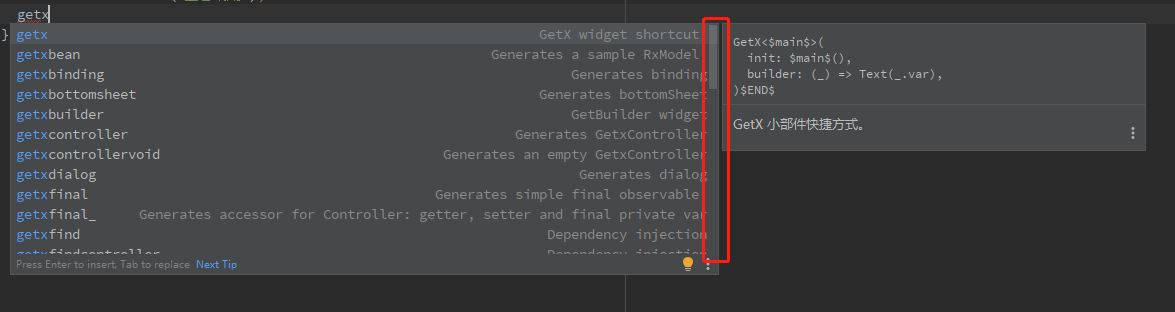 getx
}
getx GetX widget shortcut
getxbean Generates a sample RxModel
getxbinding Generates binding
getxbottomsheet Generates bottomSheet
getxbuilder GetBuilder widget
getxcontroller Generates GetxController
getxcontrollervoid Generates an empty GetxController
getxdialog Generates dialog
getxfinal Generates simple final observable
getxfinal_ Generates accessor for Controller: getter, setter and final private var
getxfind Dependency injection
getxfindcontroller Dependency injection
Press Enter to insert, Tab to replace Next Tip
GetX<$main$>(
  init: $main$(),
  builder: (_) => Text(_.var),
)$END$
GetX 小部件快捷方式。